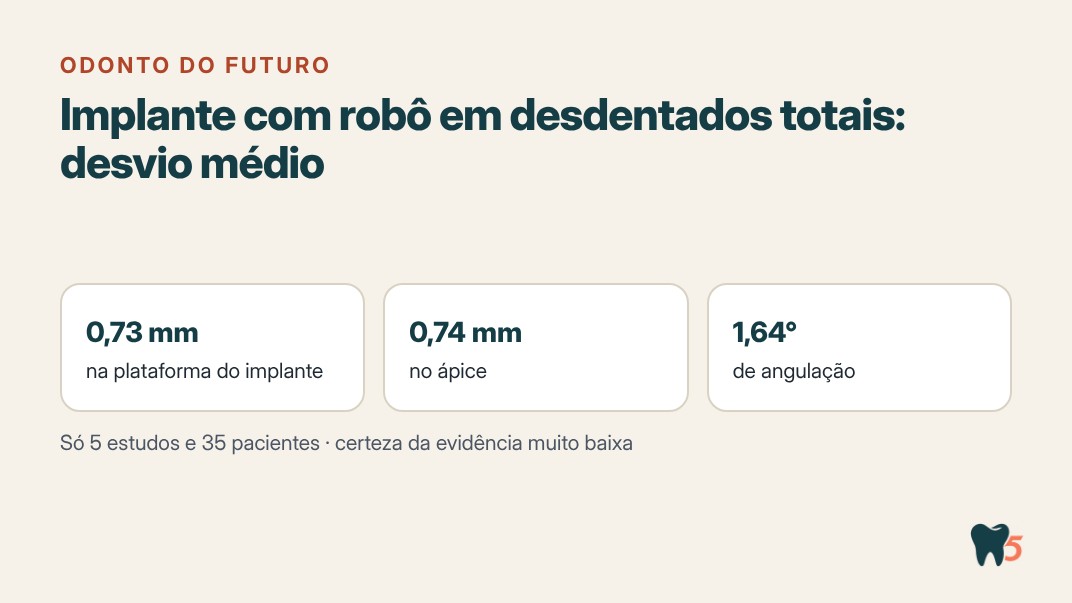 ODONTO DO FUTURO
Implante com robô em desdentados totais:
desvio médio
0,73 mm
na plataforma do implante
0,74 mm
no ápice
1,64°
de angulação
Só 5 estudos e 35 pacientes · certeza da evidência muito baixa
5